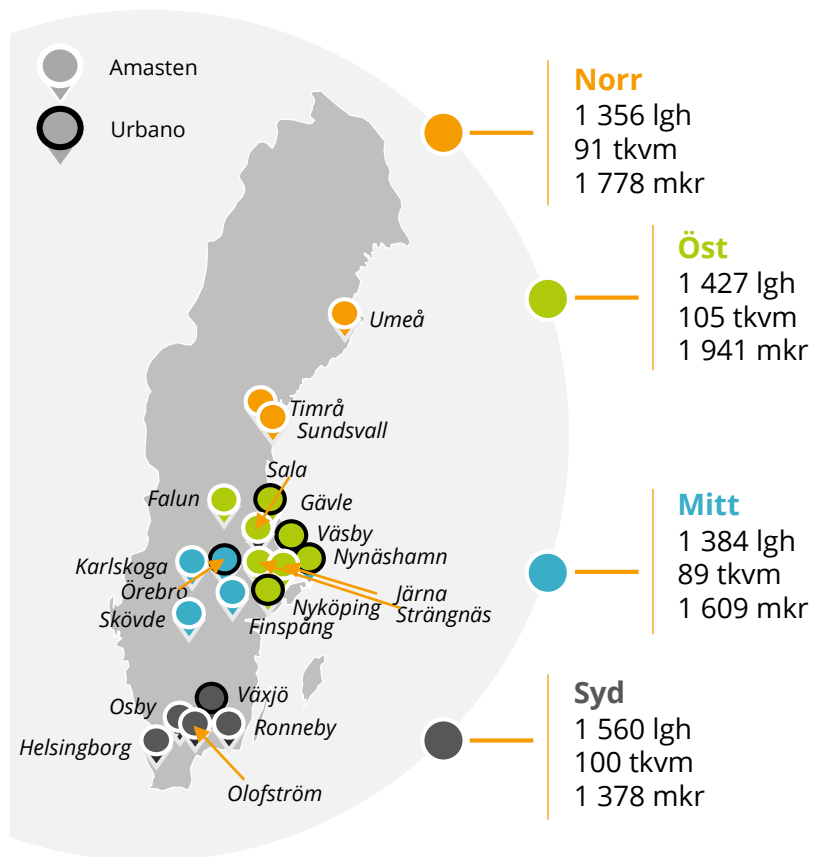 Amasten
Urbano
Norr
1 356 lgh
91 tkvm
1 778 mkr
Öst
1 427 lgh
105 tkvm
1 941 mkr
Umeå
Timrå
Sundsvall
Sala
Falun
Gävle
Väsby
Nynäshamn
Karlskoga
Örebro
Järna
Nyköping
Strängnäs
Skövde
Finspång
Mitt
1 384 lgh
89 tkvm
1 609 mkr
Växjö
Osby
Ronneby
Helsingborg
Olofström
Syd
1 560 lgh
100 tkvm
1 378 mkr